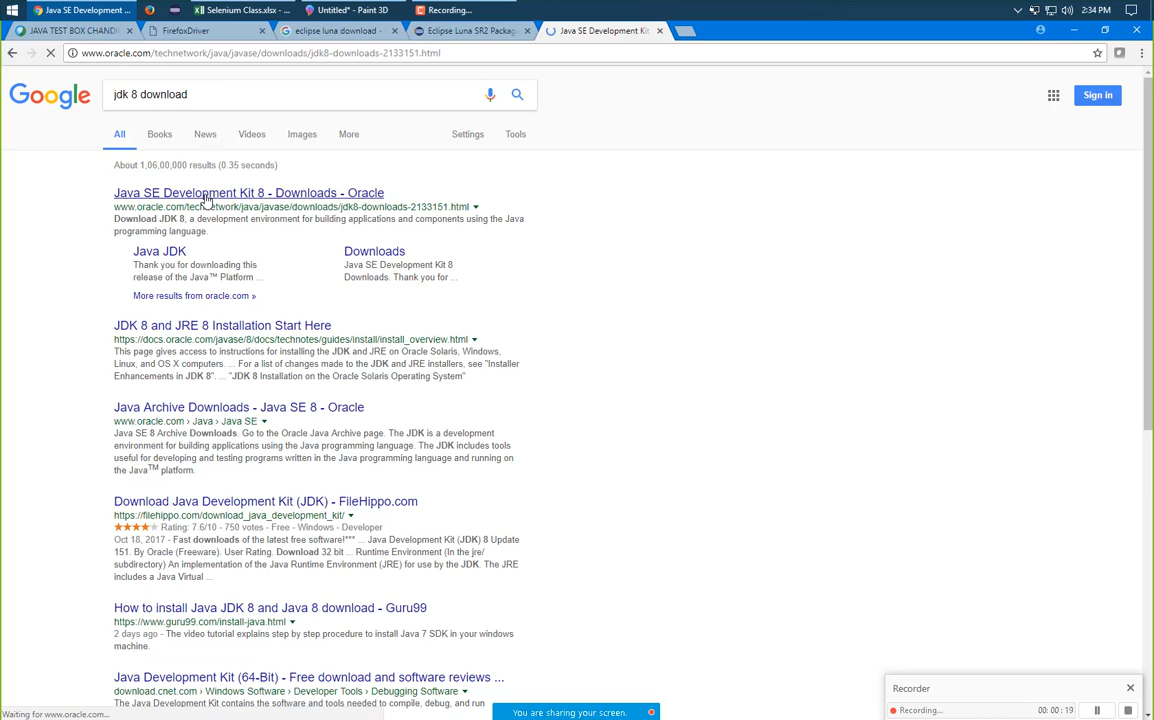 Java SE Development ...
Selenium Class.xlsx - ...
Untitled* - Paint 3D
Recording...
2:34 PM
JAVA TEST BOX CHANDI
FirefoxDriver
eclipse luna download -
Eclipse Luna SR2 Packag
Java SE Development Kit
www.oracle.com/technetwork/java/javase/downloads/jdk8-downloads-2133151.html
Google
jdk 8 download
Sign in
All
Books
News
Videos
Images
More
Settings
Tools
About 1,06,00,000 results (0.35 seconds)
Java SE Development Kit 8 - Downloads - Oracle
www.oracle.com/technetwork/java/javase/downloads/jdk8-downloads-2133151.html
Download JDK 8, a development environment for building applications and components using the Java
programming language.
Java JDK
Downloads
Thank you for downloading this
release of the Java™ Platform ...
Java SE Development Kit 8
Downloads. Thank you for ...
More results from oracle.com »
JDK 8 and JRE 8 Installation Start Here
https://docs.oracle.com/javase/8/docs/technotes/guides/install/install_overview.html
This page gives access to instructions for installing the JDK and JRE on Oracle Solaris, Windows,
Linux, and OS X computers. ... For a list of changes made to the JDK and JRE installers, see "Installer
Enhancements in JDK 8". ... "JDK 8 Installation on the Oracle Solaris Operating System"
Java Archive Downloads - Java SE 8 - Oracle
www.oracle.com › Java › Java SE
Java SE 8 Archive Downloads. Go to the Oracle Java Archive page. The JDK is a development
environment for building applications using the Java programming language. The JDK includes tools
useful for developing and testing programs written in the Java programming language and running on
the Java™ platform.
Download Java Development Kit (JDK) - FileHippo.com
https://filehippo.com/download_java_development_kit/
Rating: 7.6/10 - 750 votes - Free - Windows - Developer
Oct 18, 2017 - Fast downloads of the latest free software!*** ... Java Development Kit (JDK) 8 Update
151. By Oracle (Freeware). User Rating. Download 32 bit ... Runtime Environment (In the jre/
subdirectory) An implementation of the Java Runtime Environment (JRE) for use by the JDK. The JRE
includes a Java Virtual ...
How to install Java JDK 8 and Java 8 download - Guru99
https://www.guru99.com/install-java.html
2 days ago - The video tutorial explains step by step procedure to install Java 7 SDK in your windows
machine.
Java Development Kit (64-Bit) - Free download and software reviews ...
download.cnet.com › Windows Software › Developer Tools › Debugging Software
The Java Development Kit contains the software and tools needed to compile, debug, and run
Waiting for www.oracle.com...
You are sharing your screen.
Recorder
Recording...
00 : 00 : 19